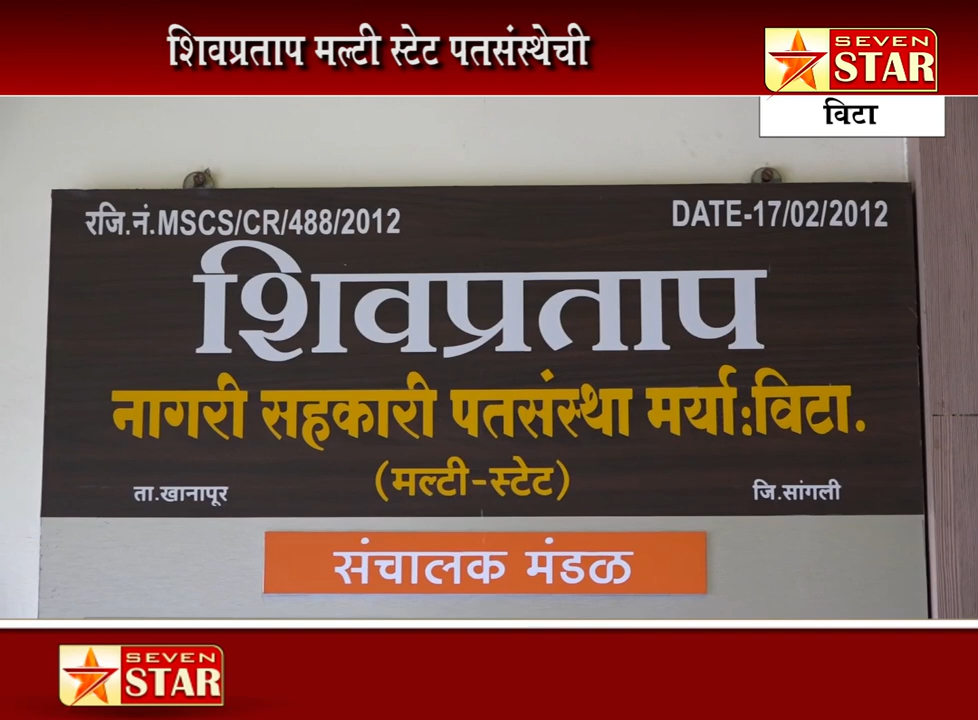 शिवप्रताप मल्टी स्टेट पतसंस्थेची
SEVEN
STAR
विटा
रजि.नं.MSCS/CR/488/2012
DATE-17/02/2012
शिवप्रताप
नागरी सहकारी पतसंस्था मर्या:विटा.
(मल्टी-स्टेट)
ता.खानापूर
जि.सांगली
संचालक मंडळ
SEVEN
STAR